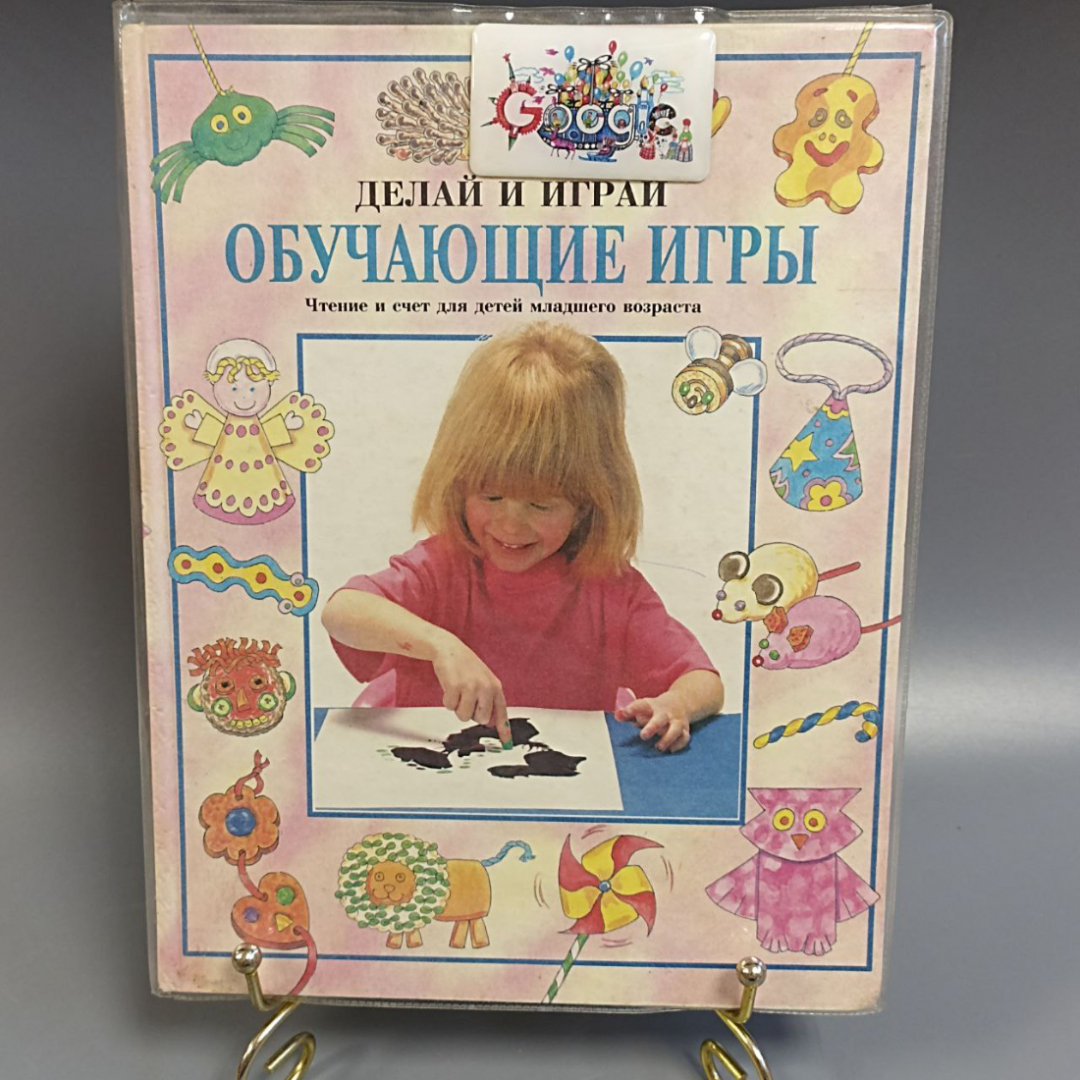 Google
ДЕЛАЙ И ИГРАЙ
ОБУЧАЮЩИЕ ИГРЫ
Чтение и счет для детей младшего возраста